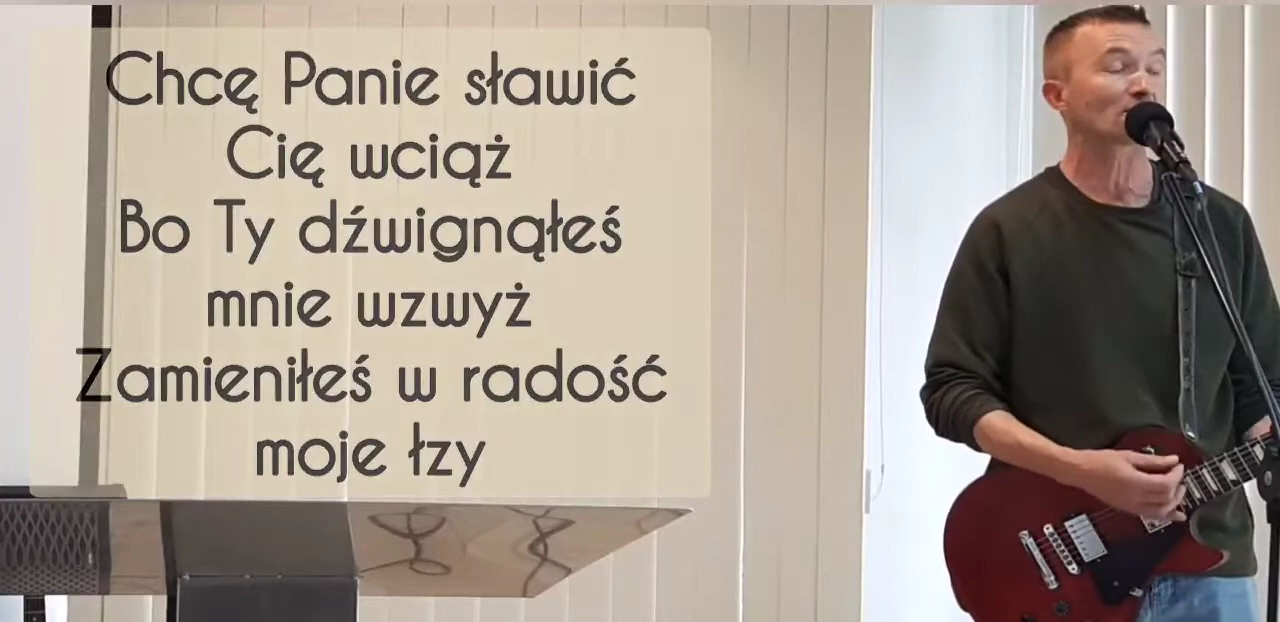 Chcę Panie sławić
Cię wciąż
Bo Ty dźwignąłeś
mnie wzwyż
Zamieniłeś w radość
moje łzy